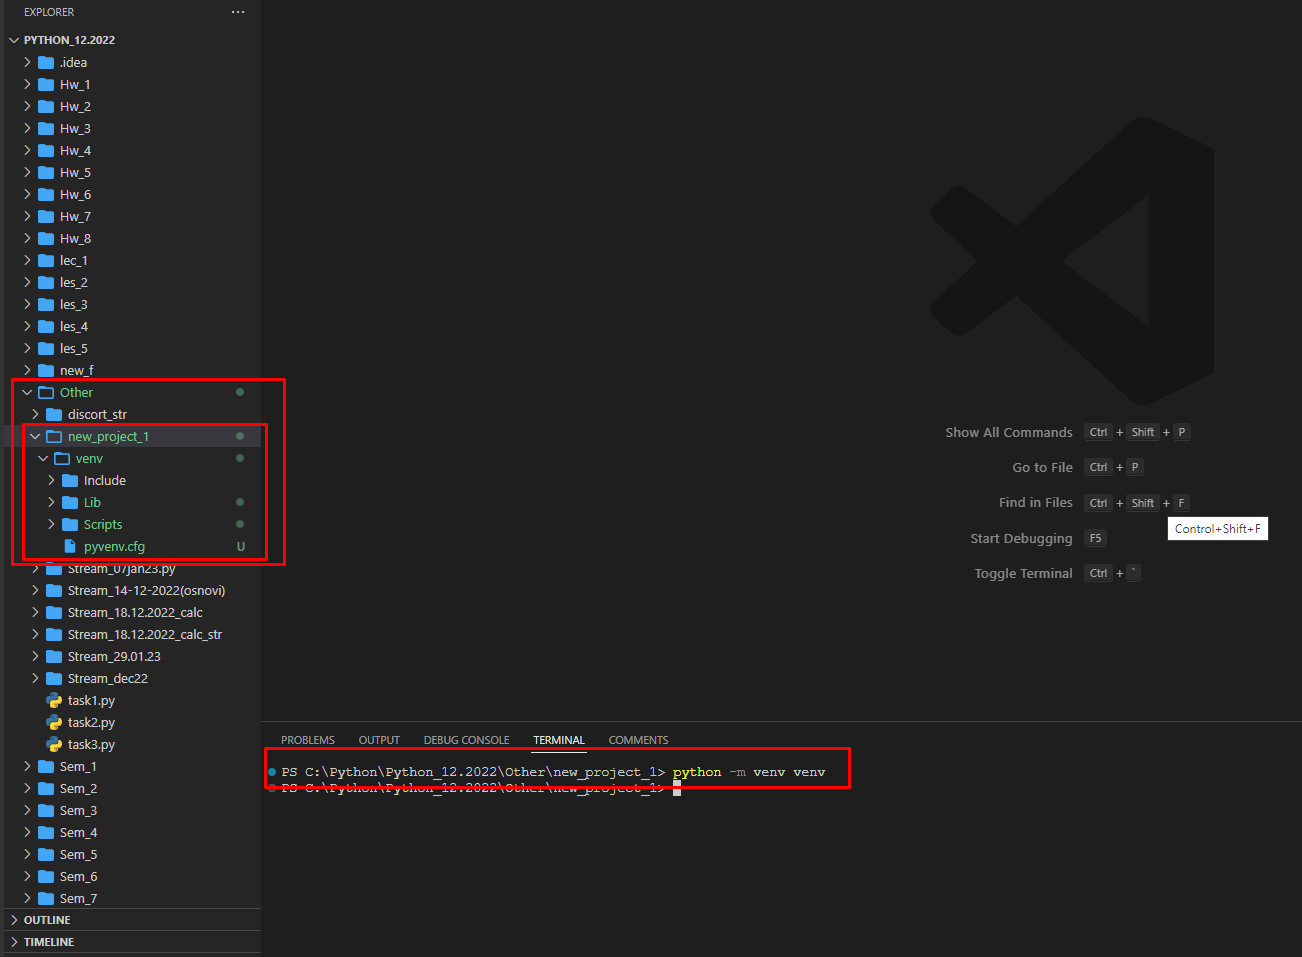 EXPLORER
PYTHON_12.2022
.idea
Hw_1
Hw_2
Hw_3
Hw_4
Hw_5
Hw_6
Hw_7
Hw_8
lec_1
les_2
les_3
les_4
les_5
new_f
Other
discort_str
new_project_1
venv
Include
Lib
Scripts
pyvenv.cfg U
Stream_07jan23.py
Stream_14-12-2022(osnovi)
Stream_18.12.2022_calc
Stream_18.12.2022_calc_str
Stream_29.01.23
Stream_dec22
task1.py
task2.py
task3.py
Sem_1
Sem_2
Sem_3
Sem_4
Sem_5
Sem_6
Sem_7
OUTLINE
TIMELINE
Show All Commands Ctrl + Shift + P
Go to File Ctrl + P
Find in Files Ctrl + Shift + F
Control+Shift+F
Start Debugging F5
Toggle Terminal Ctrl + `
PROBLEMS OUTPUT DEBUG CONSOLE TERMINAL COMMENTS
PS C:\Python\Python_12.2022\Other\new_project_1> python -m venv venv
PS C:\Python\Python_12.2022\Other\new_project_1>